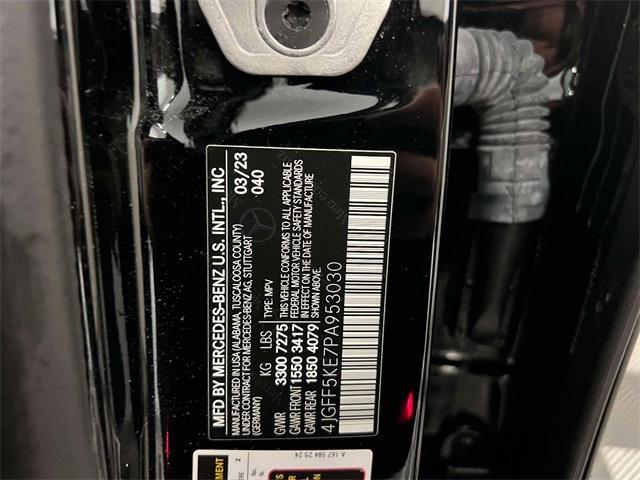 MFD BY MERCEDES-BENZ U.S. INTL., INC
MANUFACTURED IN USA (ALABAMA, TUSCALOOSA COUNTY)
UNDER CONTRACT FOR MERCEDES-BENZ AG, STUTTGART
(GERMANY)
03/23
040
KG LBS TYPE: MPV
GVWR 3300 7275
GAWR FRONT 1550 3417
GAWR REAR 1850 4079
THIS VEHICLE CONFORMS TO ALL APPLICABLE
FEDERAL MOTOR VEHICLE SAFETY STANDARDS
IN EFFECT ON THE DATE OF MANUFACTURE
SHOWN ABOVE.
4JGFF5KE7PA953030
A 167 584 25 24